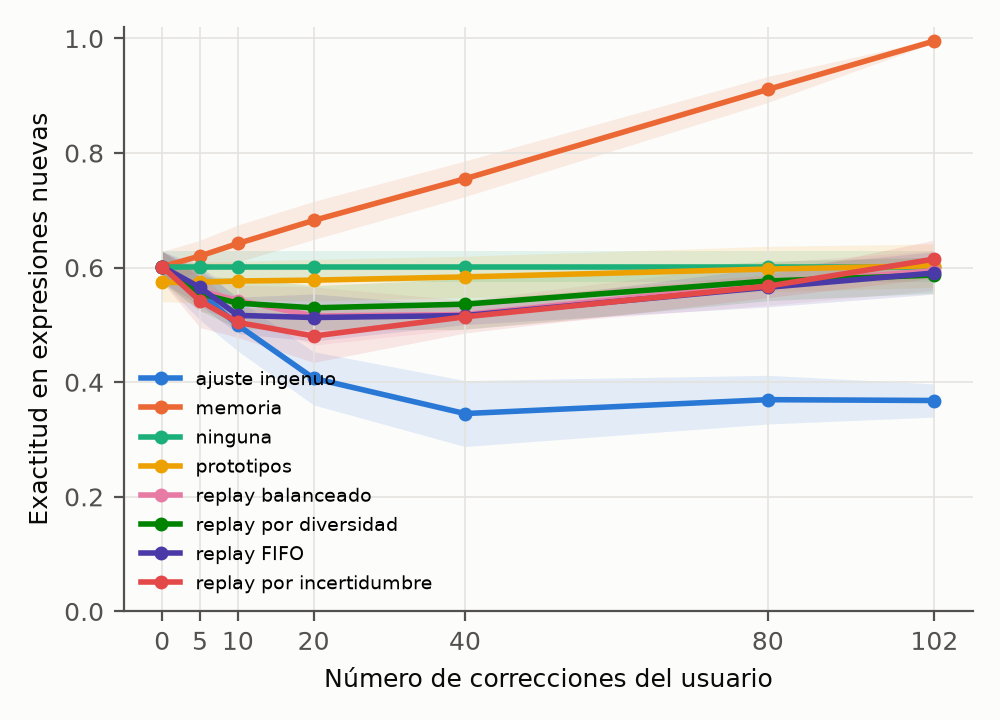 1.0
0.8
0.6
0.4
0.2
0.0
Exactitud en expresiones nuevas
ajuste ingenuo
memoria
ninguna
prototipos
replay balanceado
replay por diversidad
replay FIFO
replay por incertidumbre
0 5 10 20 40 80 102
Número de correcciones del usuario